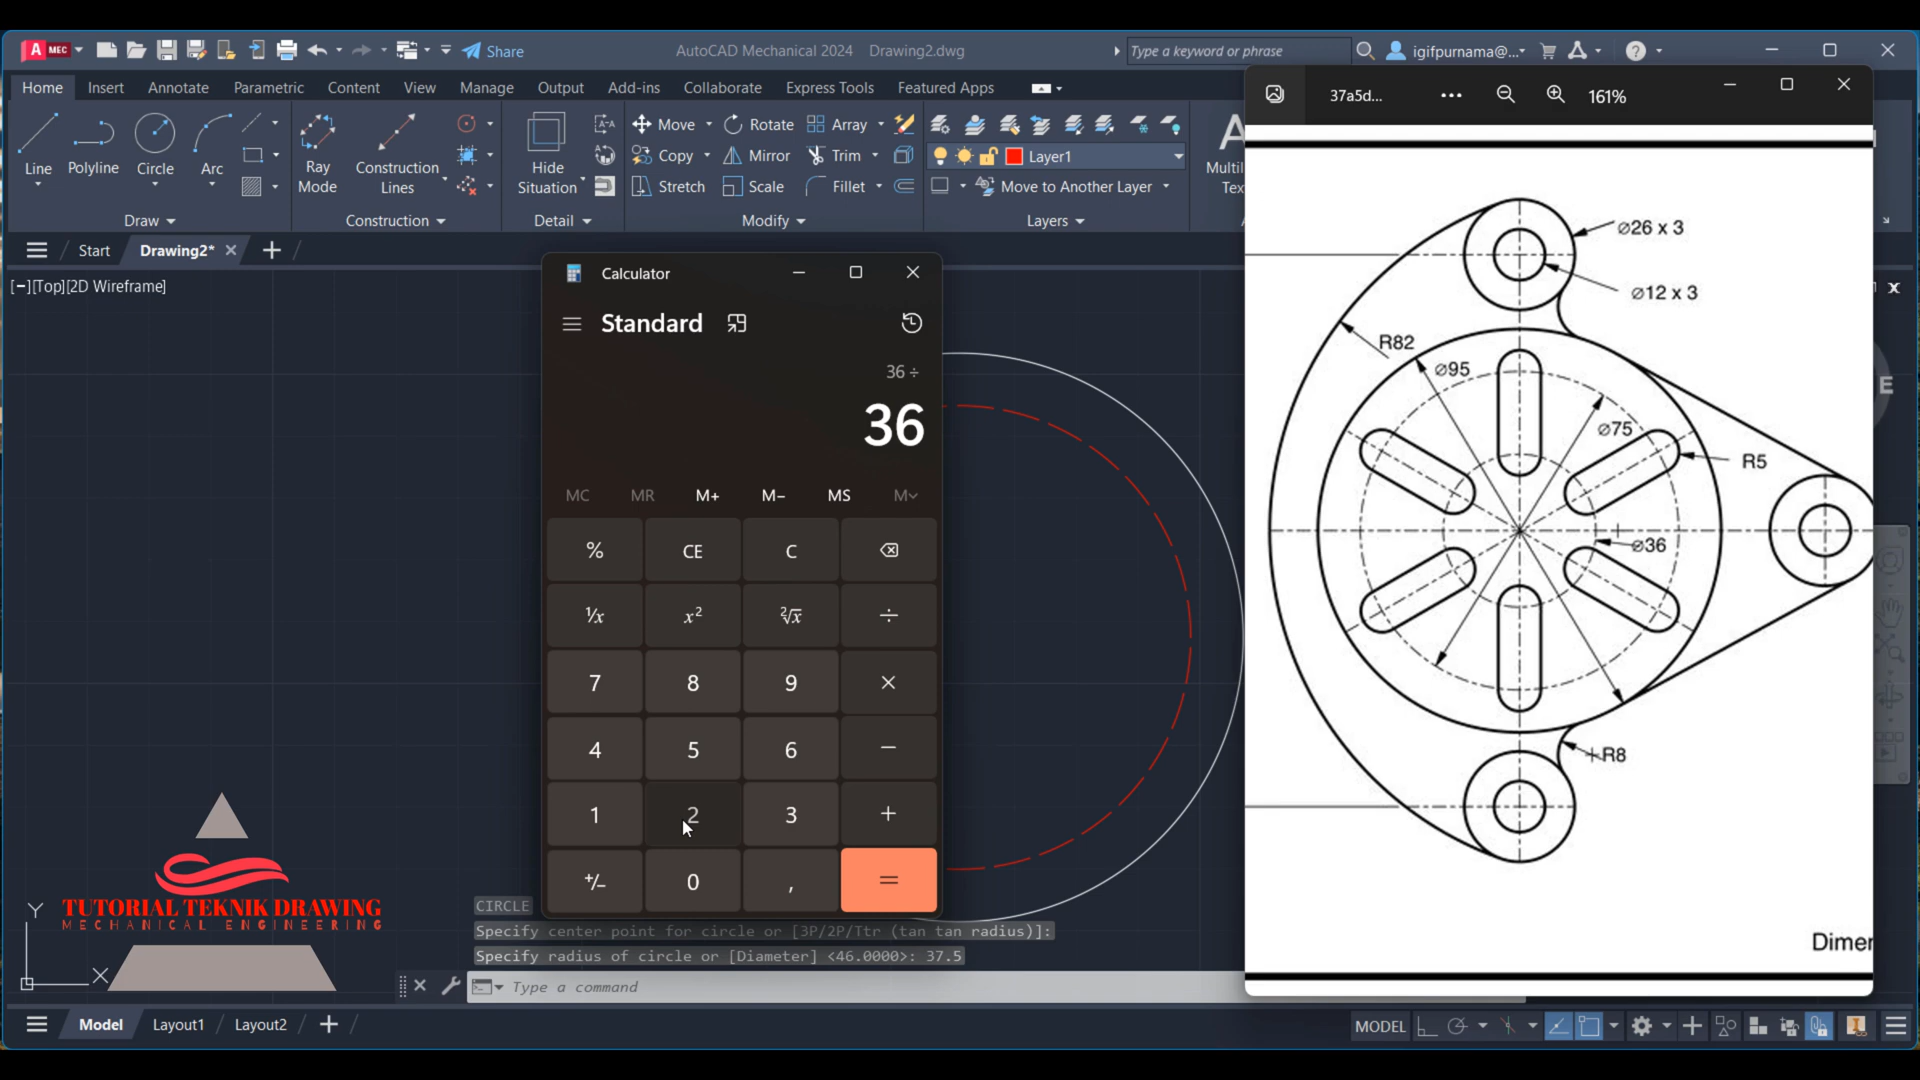 MEC
Share
AutoCAD Mechanical 2024 Drawing2.dwg
Type a keyword or phrase
igifpurnama@...
Home Insert Annotate Parametric Content View Manage Output Add-ins Collaborate Express Tools Featured Apps
Line Polyline Circle Arc
Ray Mode
Construction Lines
Hide Situation
Move Rotate Array
Copy Mirror Trim
Stretch Scale Fillet
Layer1
Move to Another Layer
Draw Construction Detail Modify Layers
Start Drawing2*
[−][Top][2D Wireframe]
37a5d... ••• 161%
Calculator
Standard
36 ÷
36
MC MR M+ M− MS M
% CE C
¹/x x² ²√x ÷
7 8 9 ×
4 5 6 −
1 2 3 +
+/− 0 , =
⌀26 x 3
⌀12 x 3
R82
⌀95
⌀75
R5
⌀36
R8
Dimer
E
TUTORIAL TEKNIK DRAWING
MECHANICAL ENGINEERING
Y
X
CIRCLE
Specify center point for circle or [3P/2P/Ttr (tan tan radius)]:
Specify radius of circle or [Diameter] <46.0000>: 37.5
Type a command
Model Layout1 Layout2
MODEL